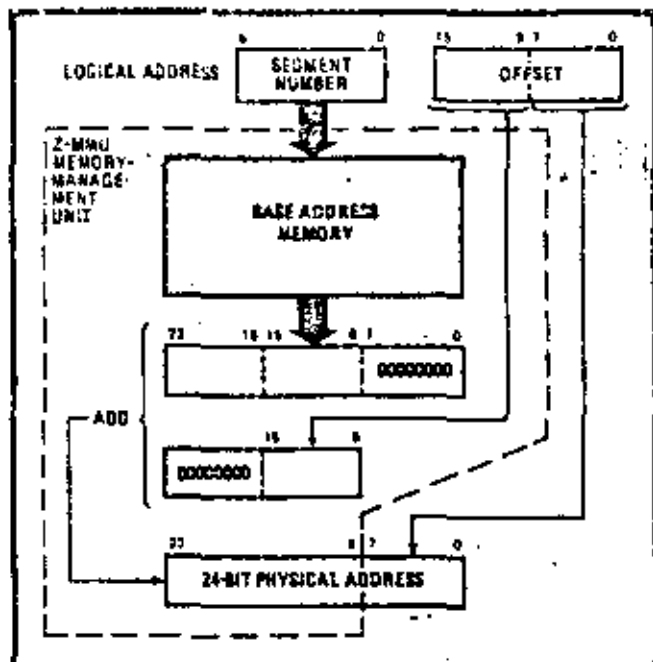 6 0 15 8 7 0
LOGICAL ADDRESS SEGMENT NUMBER OFFSET
Z-MMU
MEMORY-
MANAGE-
MENT
UNIT
BASE ADDRESS
MEMORY
23 16 15 8 7 0
00000000
ADD
15 8
00000000
23 8 7 0
24-BIT PHYSICAL ADDRESS